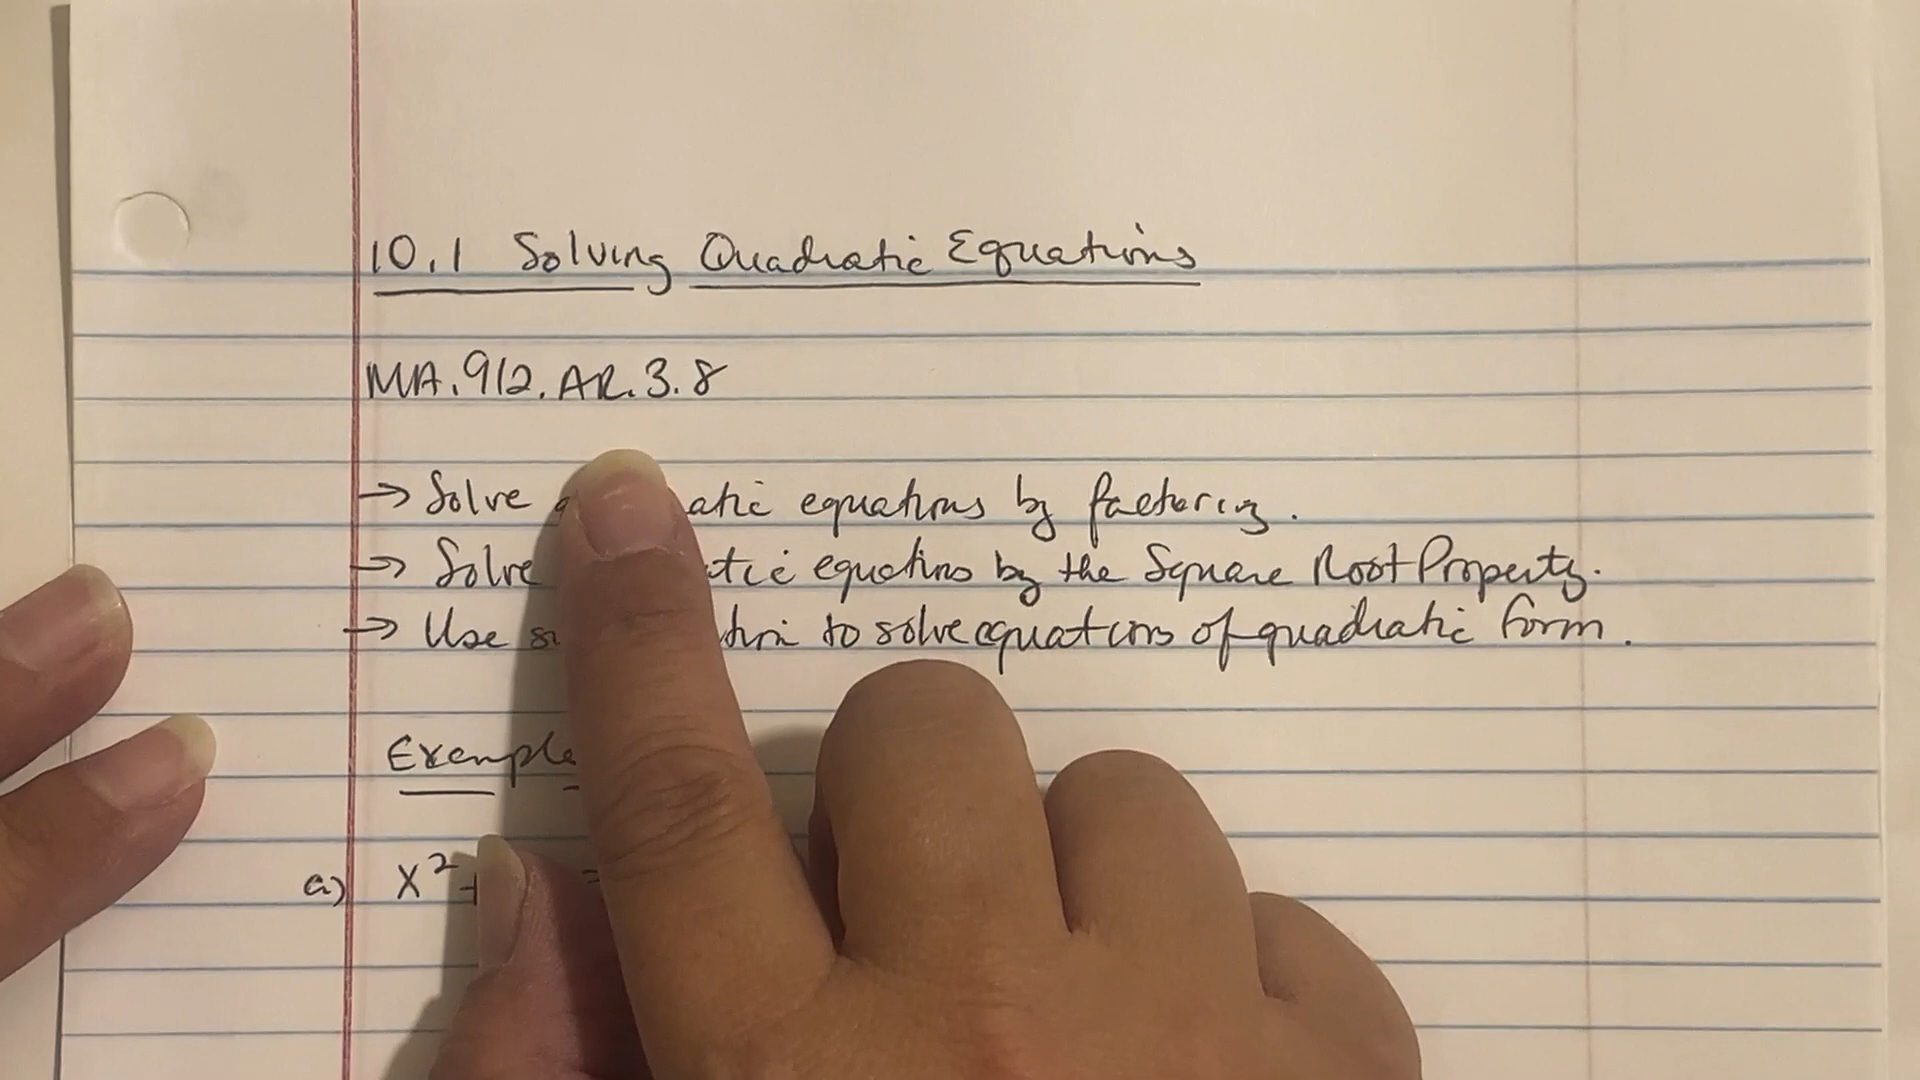 10.1 Solving Quadratic Equations
MA.912.AR.3.8
→ Solve atic equations by factoring.
→ Solve tic equations by the Square Root Property.
→ Use to solve equations of quadratic form.
Example
a) x²+ =